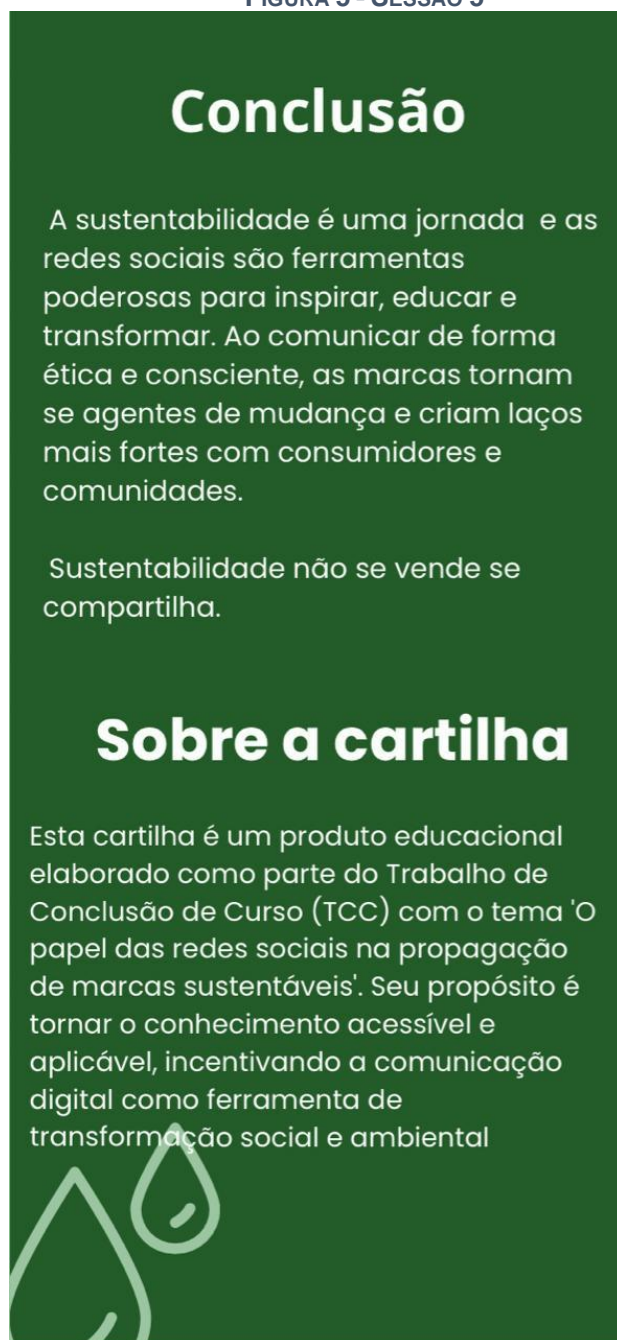 FIGURA 5 - SESSÃO 5
Conclusão
A sustentabilidade é uma jornada e as
redes sociais são ferramentas
poderosas para inspirar, educar e
transformar. Ao comunicar de forma
ética e consciente, as marcas tornam
se agentes de mudança e criam laços
mais fortes com consumidores e
comunidades.
Sustentabilidade não se vende se
compartilha.
Sobre a cartilha
Esta cartilha é um produto educacional
elaborado como parte do Trabalho de
Conclusão de Curso (TCC) com o tema 'O
papel das redes sociais na propagação
de marcas sustentáveis'. Seu propósito é
tornar o conhecimento acessível e
aplicável, incentivando a comunicação
digital como ferramenta de
transformação social e ambiental